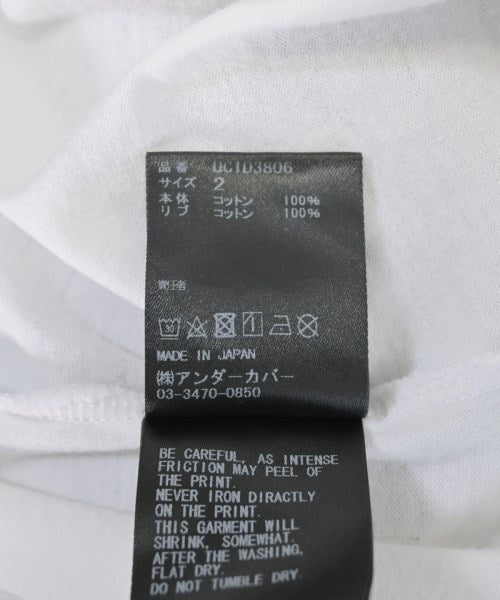 品番 UC1D3806
サイズ 2
本体 コットン 100%
リブ コットン 100%
責任者
30 1
MADE IN JAPAN
㈱アンダーカバー
03-3470-0850
BE CAREFUL, AS INTENSE
FRICTION MAY PEEL OF
THE PRINT.
NEVER IRON DIRACTLY
ON THE PRINT.
THIS GARMENT WILL
SHRINK, SOMEWHAT.
AFTER THE WASHING,
FLAT DRY.
DO NOT TUMBLE DRY.